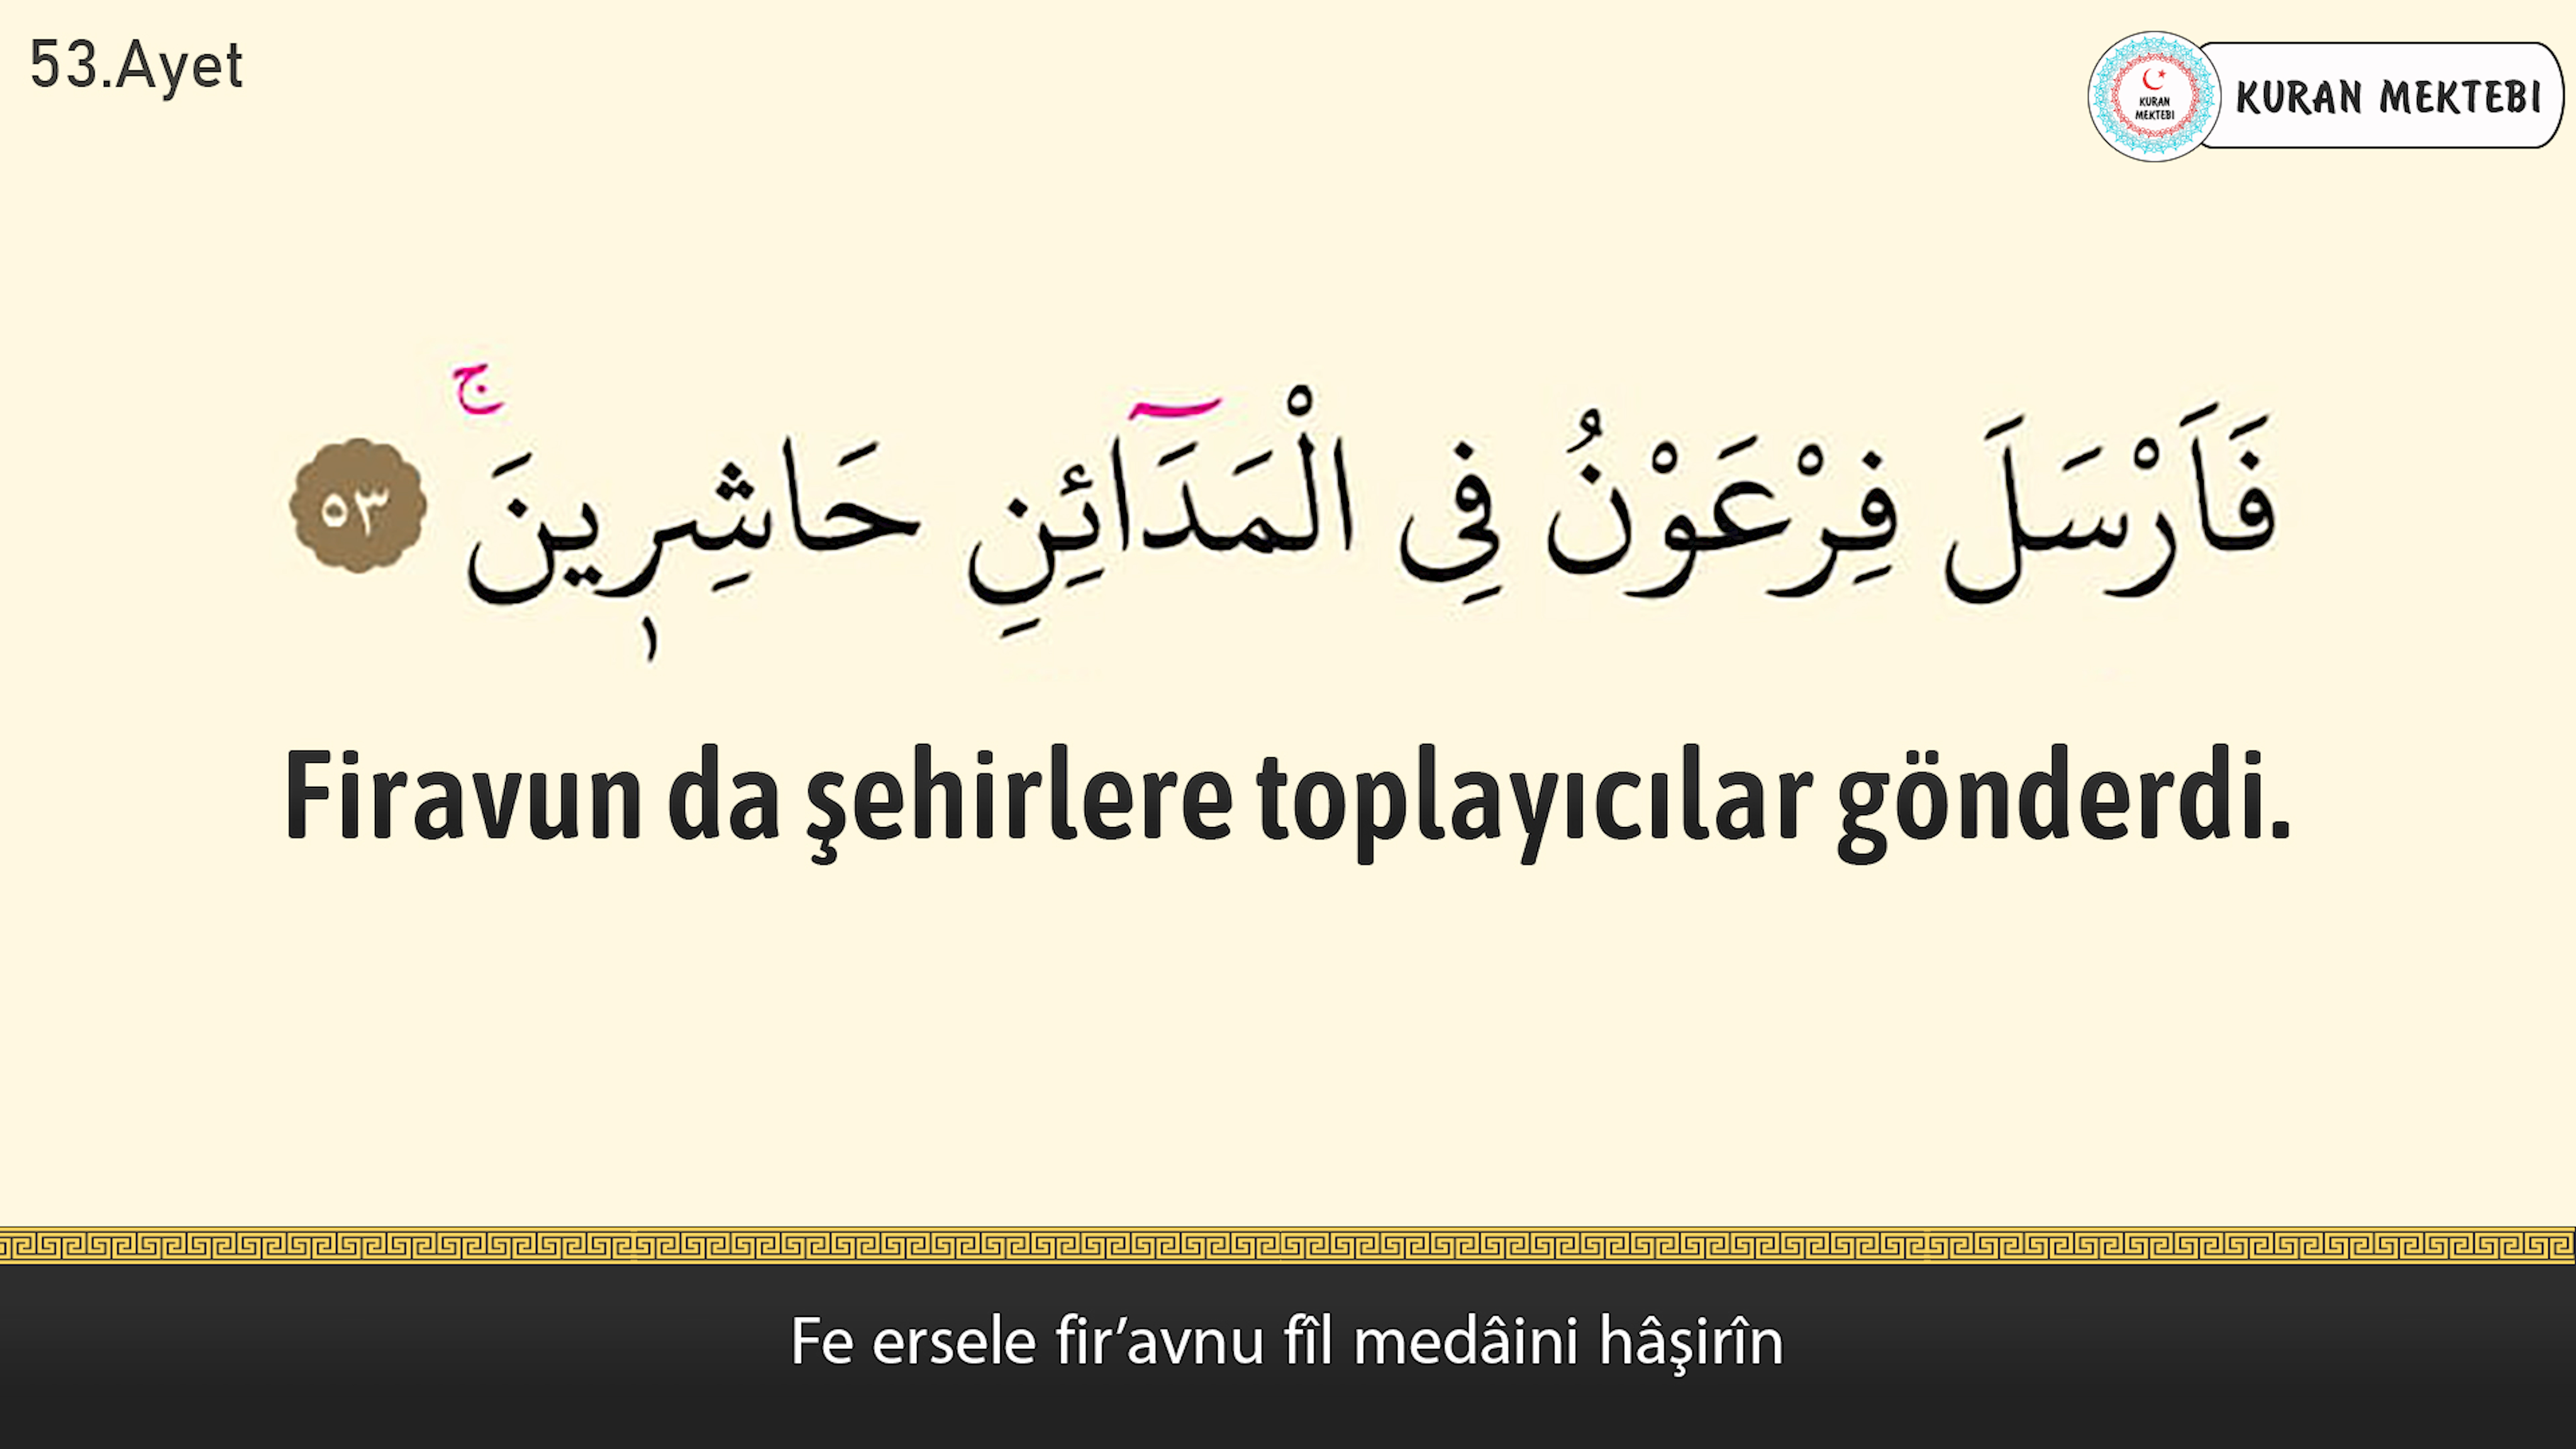 53.Ayet
KURAN
MEKTEBI
KURAN MEKTEBI
فَاَرْسَلَ فِرْعَوْنُ فِى الْمَدَٓائِنِ حَاشِر۪ينَۚ ٥٣
Firavun da şehirlere toplayıcılar gönderdi.
Fe ersele fir’avnu fîl medâini hâşirîn